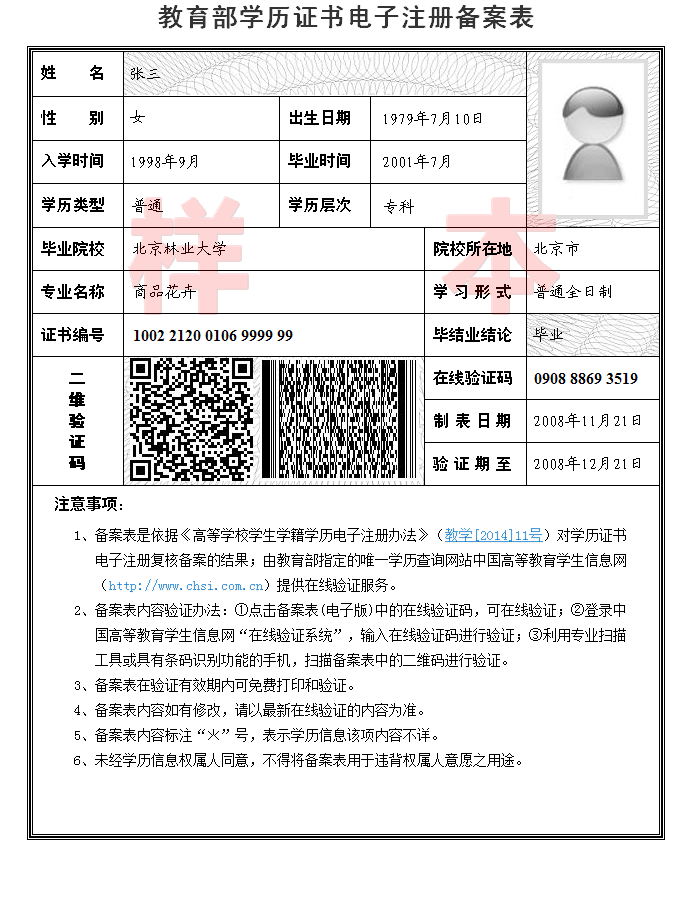 教育部学历证书电子注册备案表
姓 名 张三
性 别 女 出生日期 1979年7月10日
入学时间 1998年9月 毕业时间 2001年7月
学历类型 普通 学历层次 专科
样本
毕业院校 北京林业大学 院校所在地 北京市
专业名称 商品花卉 学习形式 普通全日制
证书编号 1002 2120 0106 9999 99 毕结业结论 毕业
二维验证码 在线验证码 0908 8869 3519
制表日期 2008年11月21日
验证期至 2008年12月21日
注意事项：
1、备案表是依据《高等学校学生学籍学历电子注册办法》（教学[2014]11号）对学历证书
电子注册复核备案的结果；由教育部指定的唯一学历查询网站中国高等教育学生信息网
（http://www.chsi.com.cn）提供在线验证服务。
2、备案表内容验证办法：①点击备案表(电子版)中的在线验证码，可在线验证；②登录中
国高等教育学生信息网“在线验证系统”，输入在线验证码进行验证；③利用专业扫描
工具或具有条码识别功能的手机，扫描备案表中的二维码进行验证。
3、备案表在验证有效期内可免费打印和验证。
4、备案表内容如有修改，请以最新在线验证的内容为准。
5、备案表内容标注“火”号，表示学历信息该项内容不详。
6、未经学历信息权属人同意，不得将备案表用于违背权属人意愿之用途。